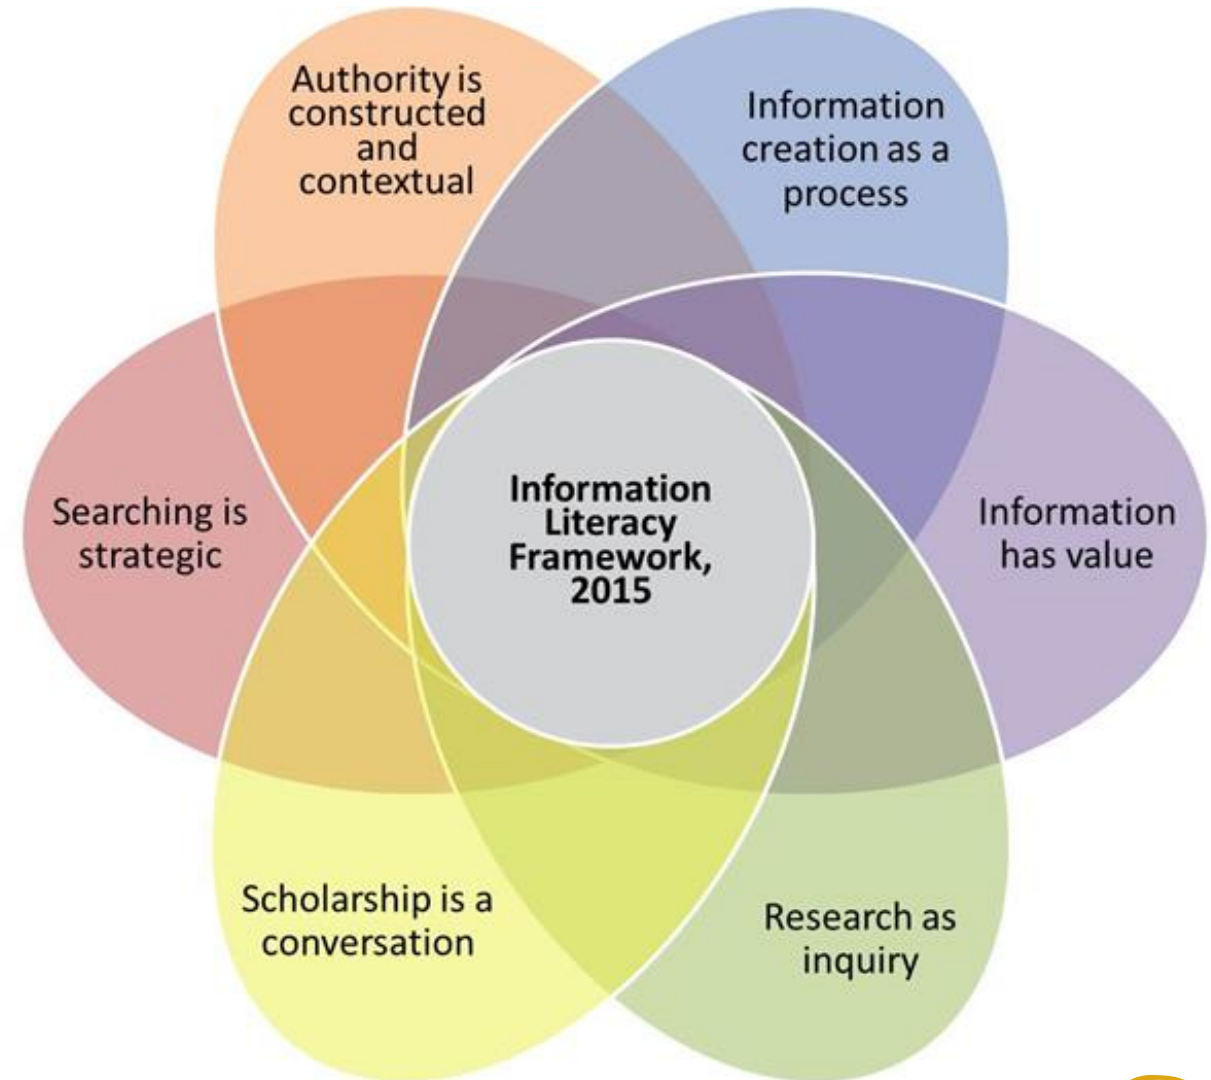 Authority is
constructed
and
contextual
Information
creation as a
process
Searching is
strategic
Information
Literacy
Framework,
2015
Information
has value
Scholarship is a
conversation
Research as
inquiry